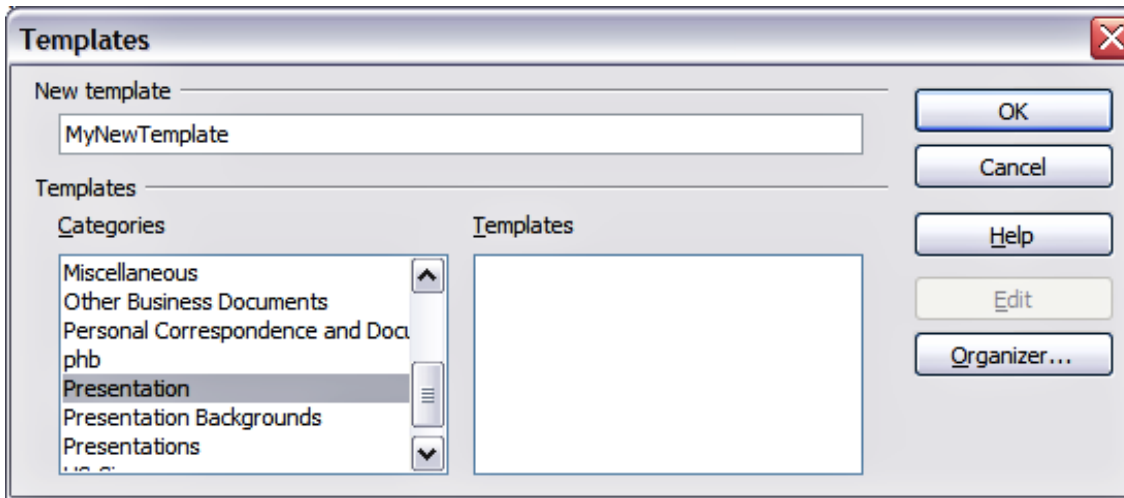 Templates
New template
MyNewTemplate
Templates
Categories
Templates
Miscellaneous
Other Business Documents
Personal Correspondence and Docu
phb
Presentation
Presentation Backgrounds
Presentations
OK
Cancel
Help
Edit
Organizer...